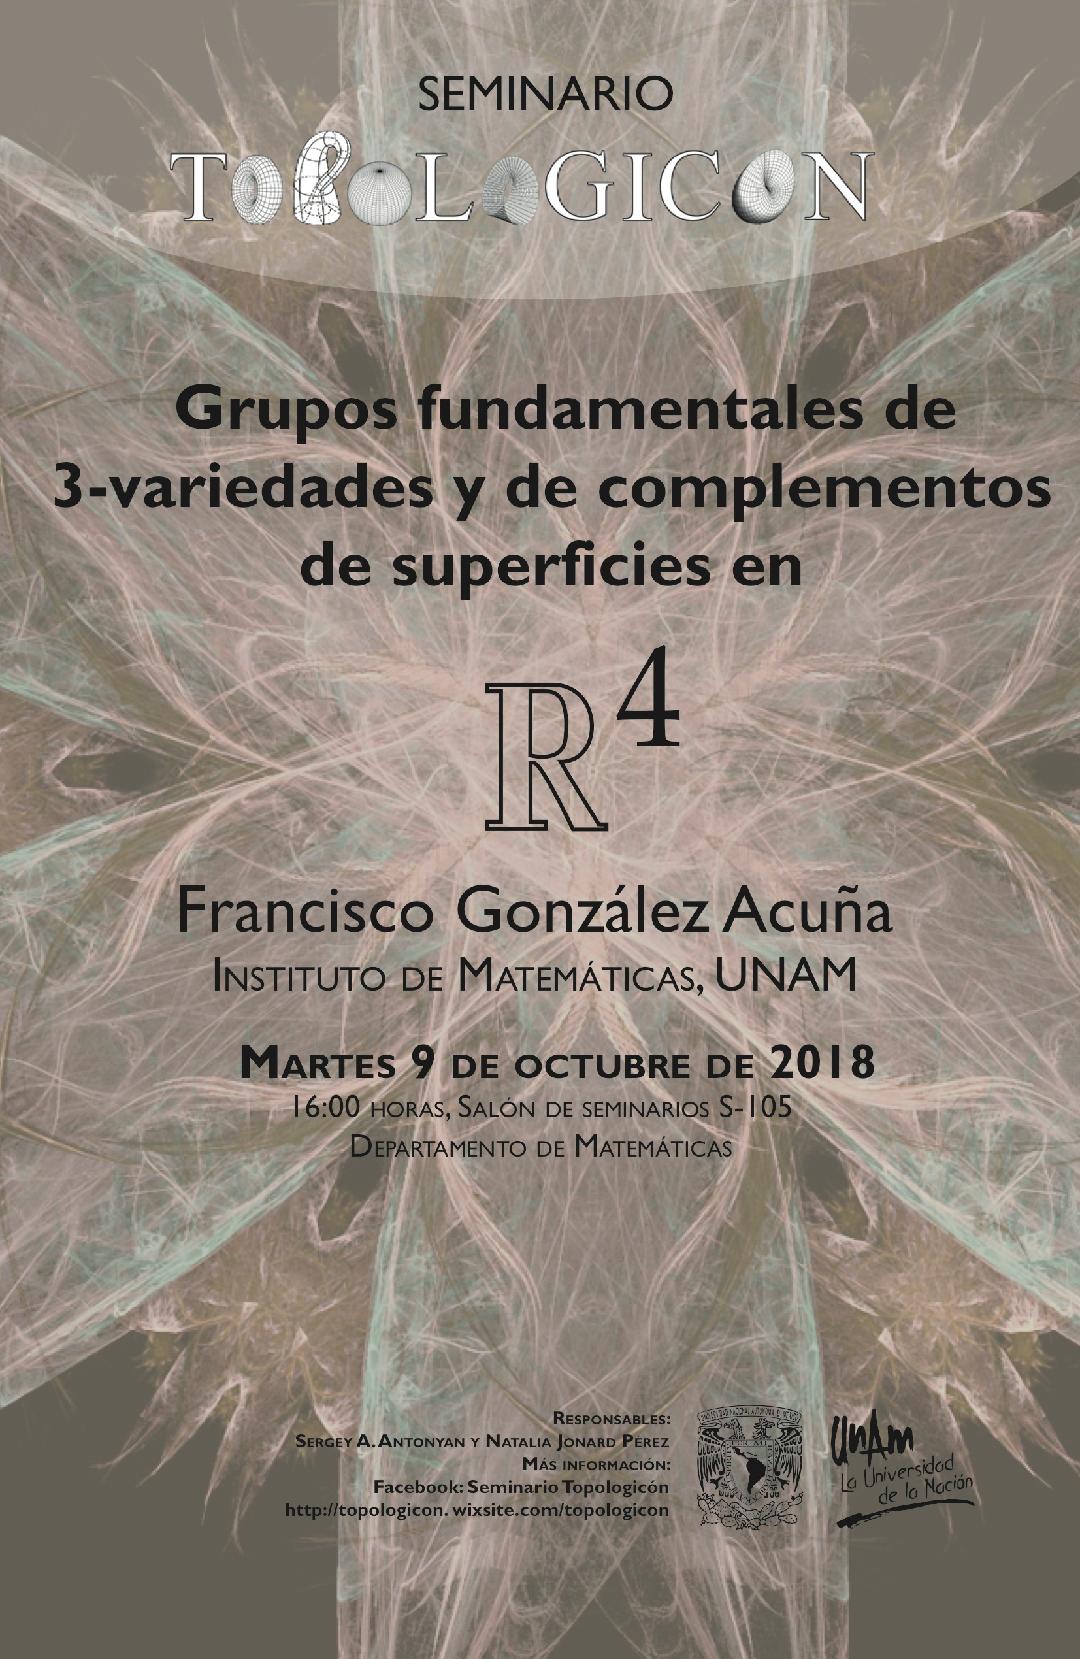 SEMINARIO
TOPOLOGICON
Grupos fundamentales de
3-variedades y de complementos
de superficies en
ℝ⁴
Francisco González Acuña
INSTITUTO DE MATEMÁTICAS, UNAM
MARTES 9 DE OCTUBRE DE 2018
16:00 HORAS, SALÓN DE SEMINARIOS S-105
DEPARTAMENTO DE MATEMÁTICAS
RESPONSABLES:
SERGEY A. ANTONYAN Y NATALIA JONARD PÉREZ
MÁS INFORMACIÓN:
Facebook: Seminario Topologicón
http://topologicon. wixsite.com/topologicon
UnAm
La Universidad
de la Nación